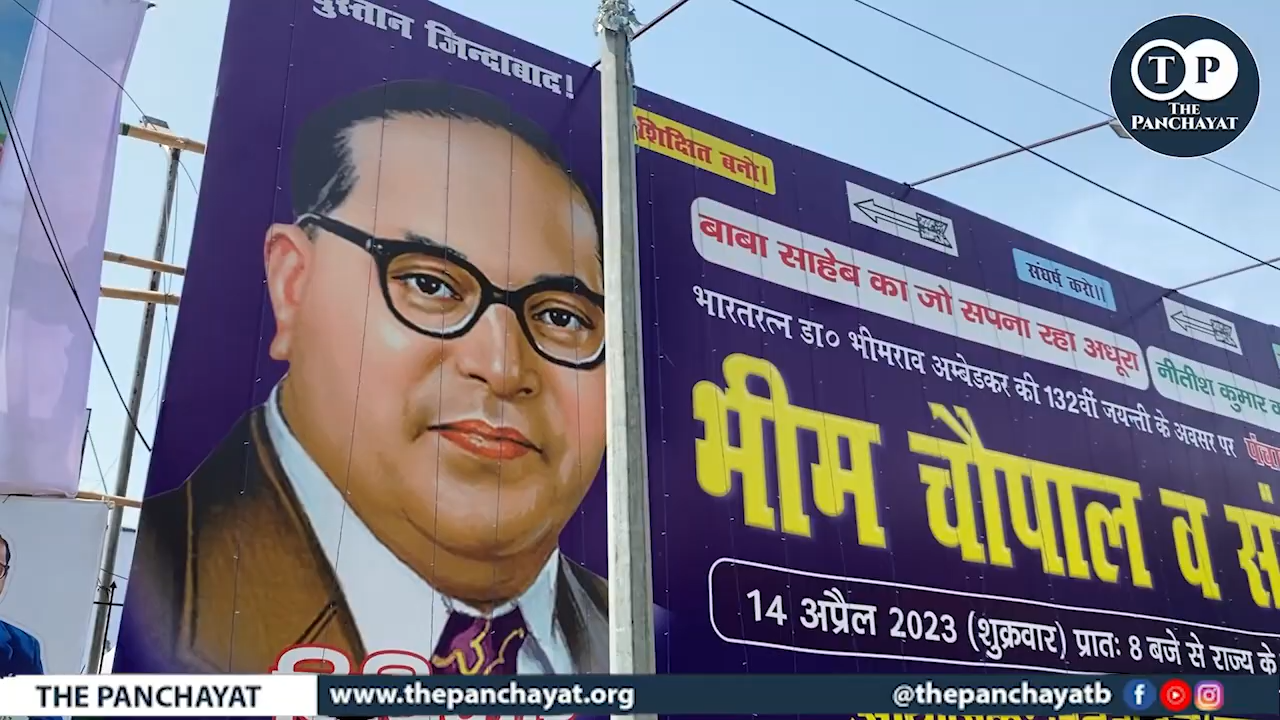 जिन्दाबाद!
शिक्षित बनो।
बाबा साहेब का जो सपना रहा अधूरा
संघर्ष करो।।
नीतीश कुमार
भारतरत्न डा० भीमराव अम्बेडकर की 132वीं जयन्ती के अवसर पर
भीम चौपाल व
14 अप्रैल 2023 (शुक्रवार) प्रातः 8 बजे से राज्य के
TP
THE
PANCHAYAT
THE PANCHAYAT
www.thepanchayat.org
@thepanchayatb